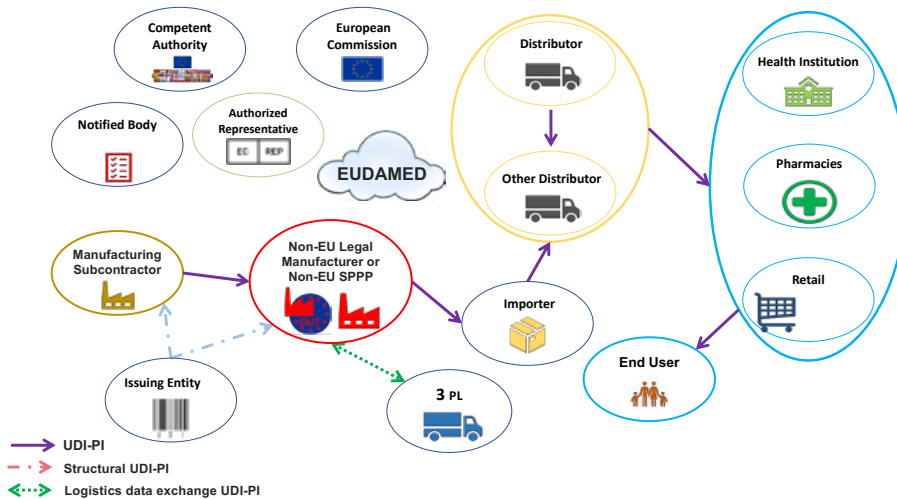 Competent
Authority
European
Commission
Distributor
Health Institution
Notified Body
Authorized
Representative
EC REP
EUDAMED
Other Distributor
Pharmacies
Manufacturing
Subcontractor
Non-EU Legal
Manufacturer or
Non-EU SPPP
OUT
Importer
Retail
Issuing Entity
3 PL
End User
UDI-PI
Structural UDI-PI
Logistics data exchange UDI-PI